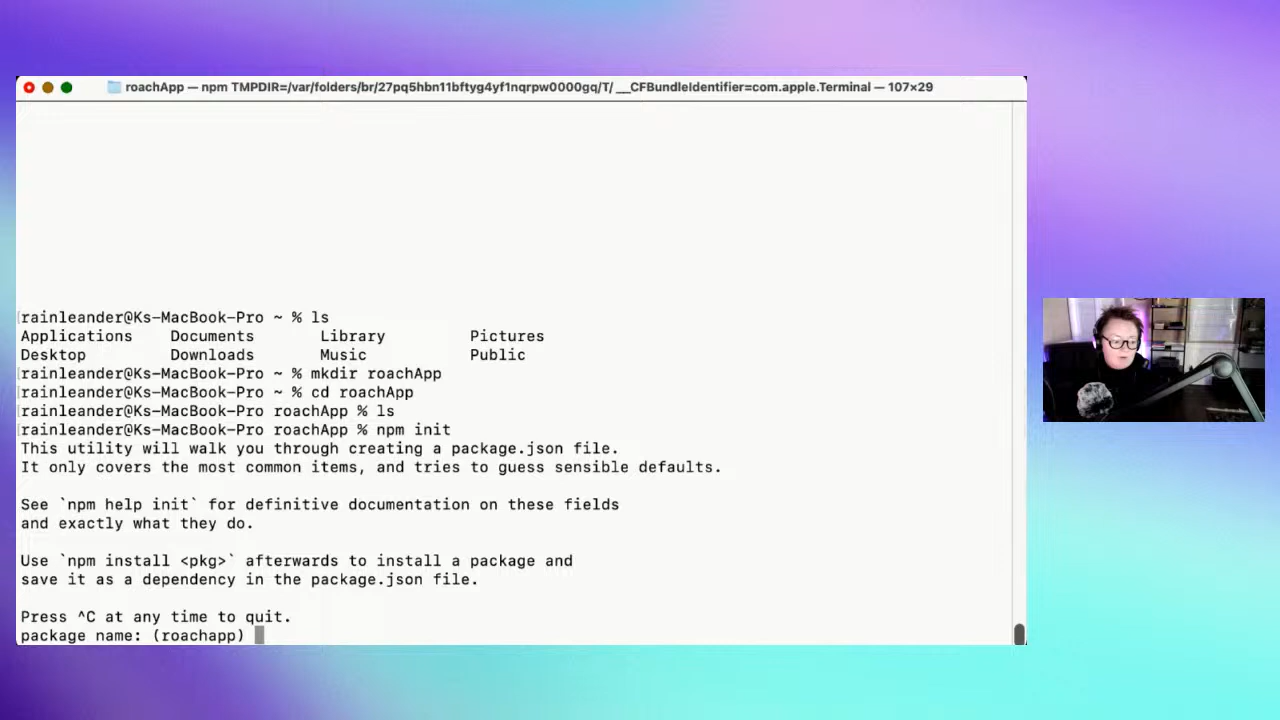 roachApp — npm TMPDIR=/var/folders/br/27pq5hbn11bftyg4yf1nqrpw0000gq/T/ __CFBundleIdentifier=com.apple.Terminal — 107×29
[rainleander@Ks-MacBook-Pro ~ % ls
Applications Documents Library Pictures
Desktop Downloads Music Public
[rainleander@Ks-MacBook-Pro ~ % mkdir roachApp
[rainleander@Ks-MacBook-Pro ~ % cd roachApp
[rainleander@Ks-MacBook-Pro roachApp % ls
[rainleander@Ks-MacBook-Pro roachApp % npm init
This utility will walk you through creating a package.json file.
It only covers the most common items, and tries to guess sensible defaults.
See `npm help init` for definitive documentation on these fields
and exactly what they do.
Use `npm install <pkg>` afterwards to install a package and
save it as a dependency in the package.json file.
Press ^C at any time to quit.
package name: (roachapp)